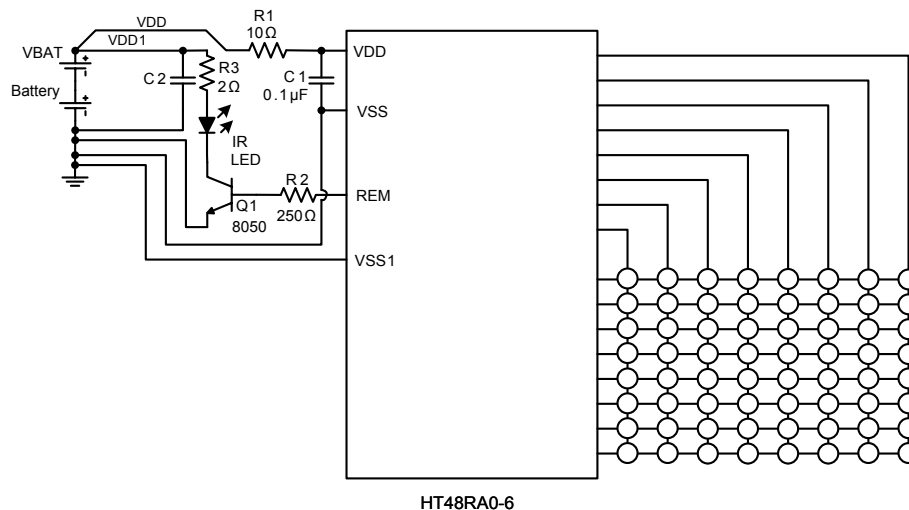 VDD
VDD1
VBAT
+
-
Battery
+
-
R1
10Ω
R3
2Ω
C2
C1
0.1µF
IR
LED
R2
250Ω
Q1
8050
VDD
VSS
REM
VSS1
HT48RA0-6